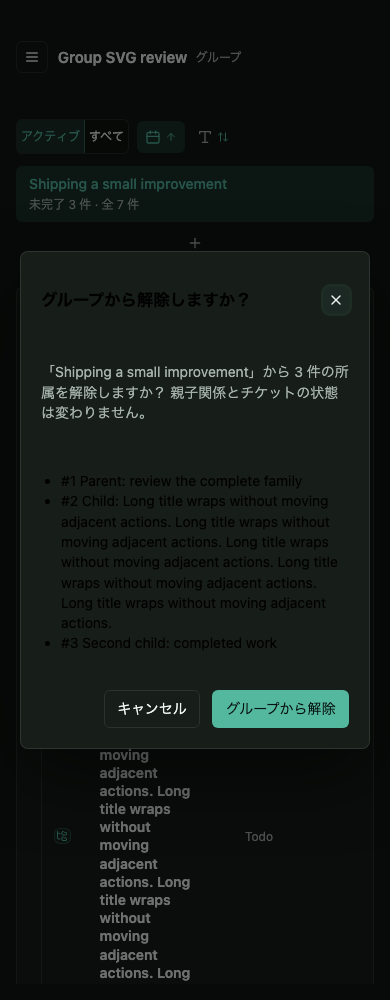 Group SVG review グループ
アクティブ すべて
Shipping a small improvement
未完了 3 件 · 全 7 件
グループから解除しますか？
「Shipping a small improvement」から 3 件の所
属を解除しますか？ 親子関係とチケットの状態
は変わりません。
#1 Parent: review the complete family
#2 Child: Long title wraps without moving
adjacent actions. Long title wraps without
moving adjacent actions. Long title wraps
without moving adjacent actions. Long title
wraps without moving adjacent actions.
Long title wraps without moving adjacent
actions.
#3 Second child: completed work
キャンセル グループから解除
moving
adjacent
actions. Long
title wraps
without
moving
Todo
adjacent
actions. Long
title wraps
without
moving
adjacent
actions. Long